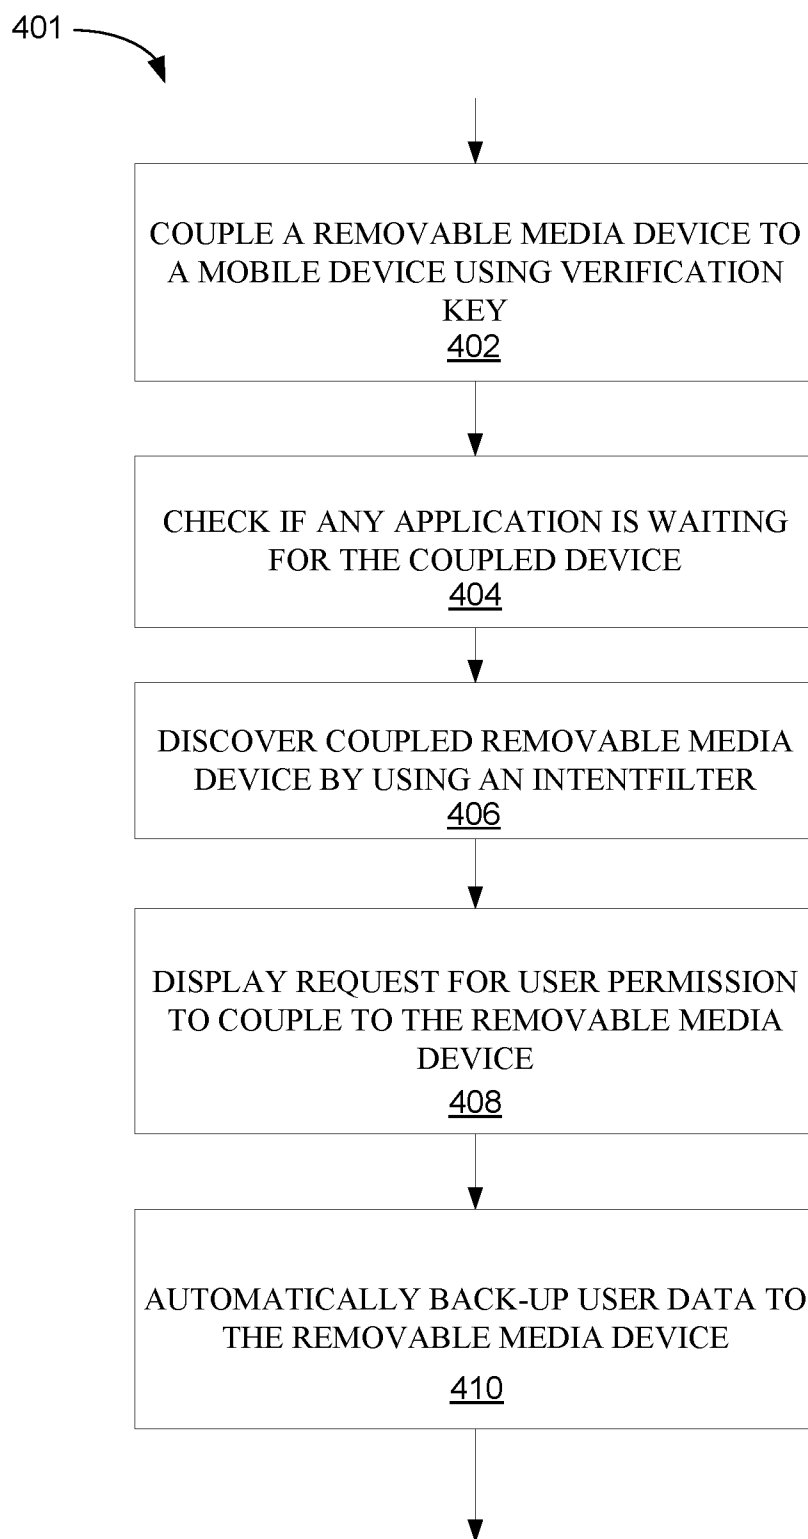 401
COUPLE A REMOVABLE MEDIA DEVICE TO
A MOBILE DEVICE USING VERIFICATION
KEY
402
CHECK IF ANY APPLICATION IS WAITING
FOR THE COUPLED DEVICE
404
DISCOVER COUPLED REMOVABLE MEDIA
DEVICE BY USING AN INTENTFILTER
406
DISPLAY REQUEST FOR USER PERMISSION
TO COUPLE TO THE REMOVABLE MEDIA
DEVICE
408
AUTOMATICALLY BACK-UP USER DATA TO
THE REMOVABLE MEDIA DEVICE
410